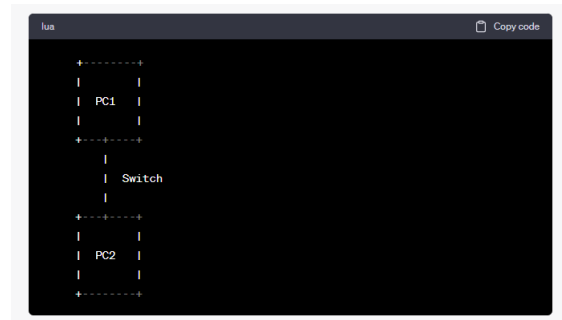 lua Copy code
+--------+
|        |
|  PC1   |
|        |
+---+----+
    |
    |  Switch
    |
+---+----+
|        |
|  PC2   |
|        |
+--------+